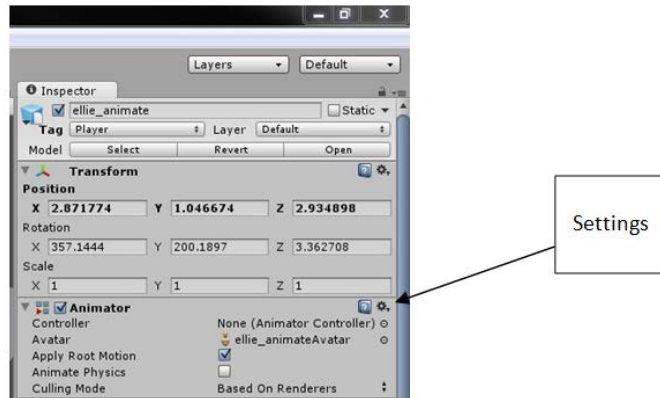 Layers Default
Inspector
ellie_animate Static
Tag Player Layer Default
Model Select Revert Open
Transform
Position
X 2.871774 Y 1.046674 Z 2.934898
Rotation
X 357.1444 Y 200.1897 Z 3.362708
Scale
X 1 Y 1 Z 1
Animator
Controller None (Animator Controller)
Avatar ellie_animateAvatar
Apply Root Motion
Animate Physics
Culling Mode Based On Renderers
Settings